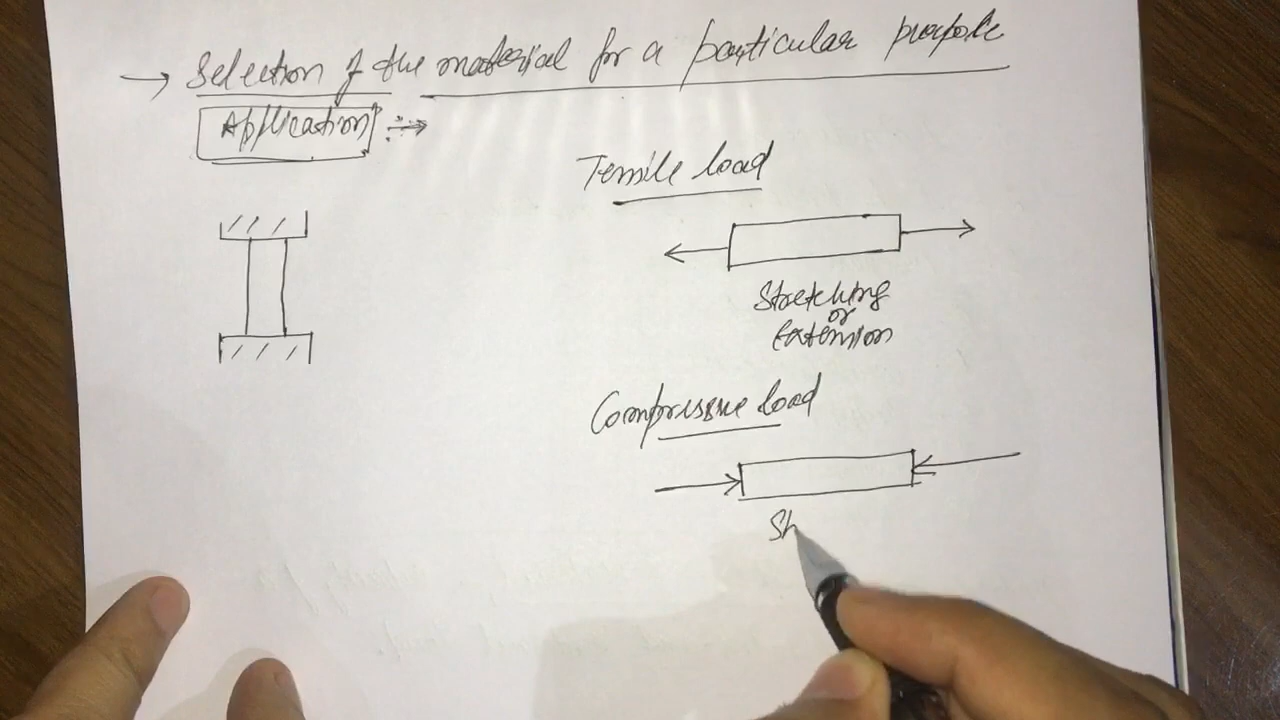 → Selection of the material for a particular purpose
Application
Tensile load
Stretching
or
Extension
Compressive load
Sh